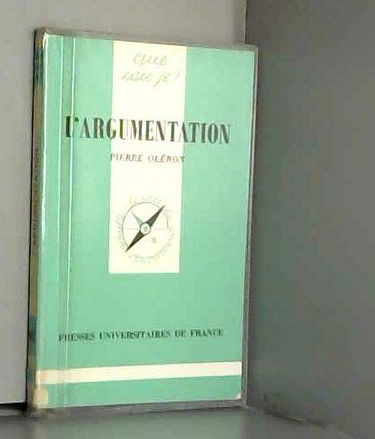 que
sais je?
L'ARGUMENTATION
PIERRE OLÉRON
PRESSES UNIVERSITAIRES DE FRANCE